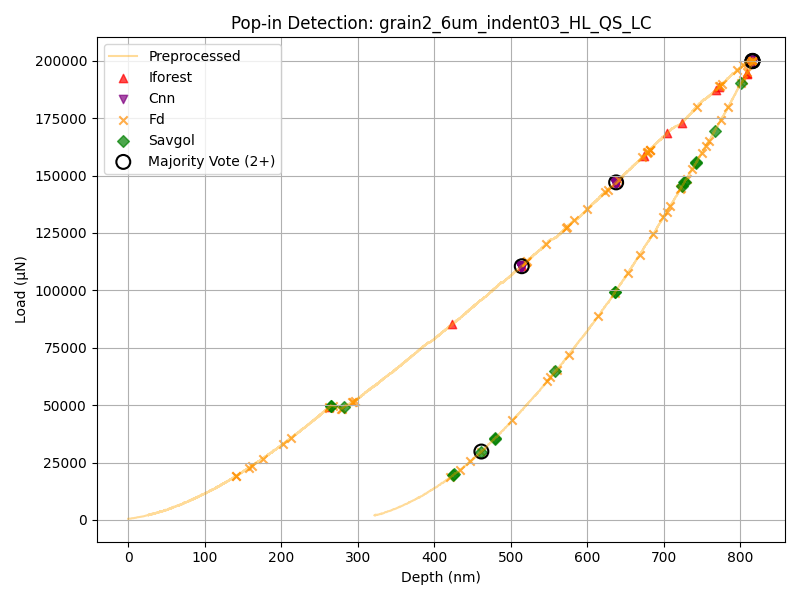 Pop-in Detection: grain2_6um_indent03_HL_QS_LC
Preprocessed
Iforest
Cnn
Fd
Savgol
Majority Vote (2+)
Load (µN)
200000
175000
150000
125000
100000
75000
50000
25000
0
0 100 200 300 400 500 600 700 800
Depth (nm)